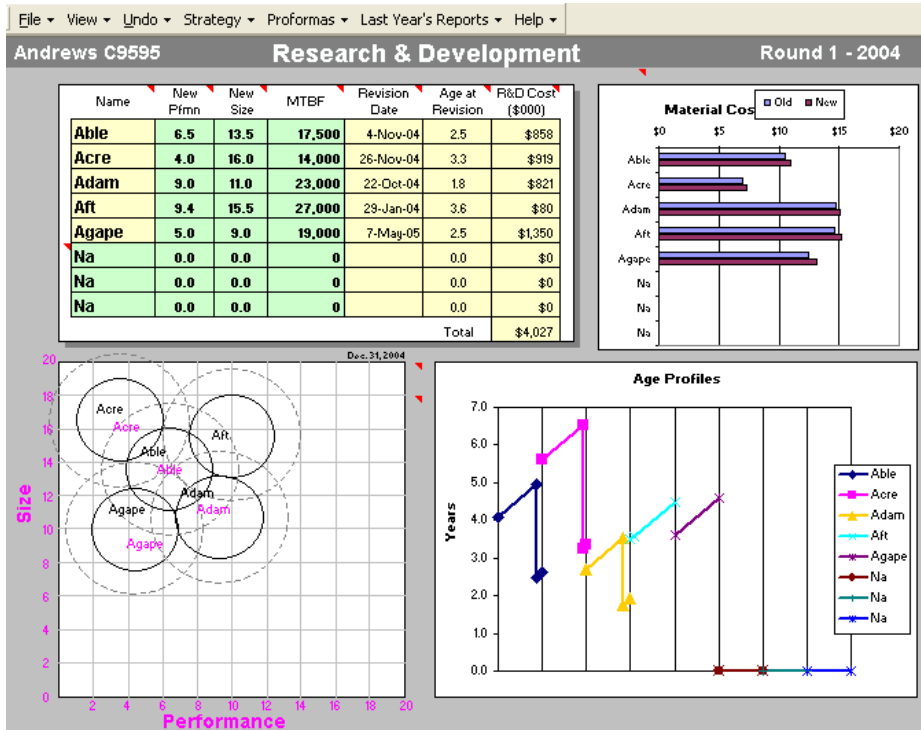 File View Undo Strategy Proformas Last Year's Reports Help
Andrews C9595 Research & Development Round 1 - 2004
Name New Pfmn New Size MTBF Revision Date Age at Revision R&D Cost ($000)
Able 6.5 13.5 17,500 4-Nov-04 2.5 $858
Acre 4.0 16.0 14,000 26-Nov-04 3.3 $919
Adam 9.0 11.0 23,000 22-Oct-04 1.8 $821
Aft 9.4 15.5 27,000 29-Jan-04 3.6 $80
Agape 5.0 9.0 19,000 7-May-05 2.5 $1,350
Na 0.0 0.0 0 0.0 $0
Na 0.0 0.0 0 0.0 $0
Na 0.0 0.0 0 0.0 $0
Total $4,027
Material Cos Old New
$0 $5 $10 $15 $20
Able
Acre
Adam
Aft
Agape
Na
Na
Na
Dec. 31, 2004
20
18
16
14
12
10
8
6
4
2
0
Size
Acre
Acre
Aft
Able
Able
Adam
Agape
Adam
Agape
2 4 6 8 10 12 14 16 18 20
Performance
Age Profiles
7.0
6.0
5.0
4.0
3.0
2.0
1.0
0.0
Years
Able
Acre
Adam
Aft
Agape
Na
Na
Na